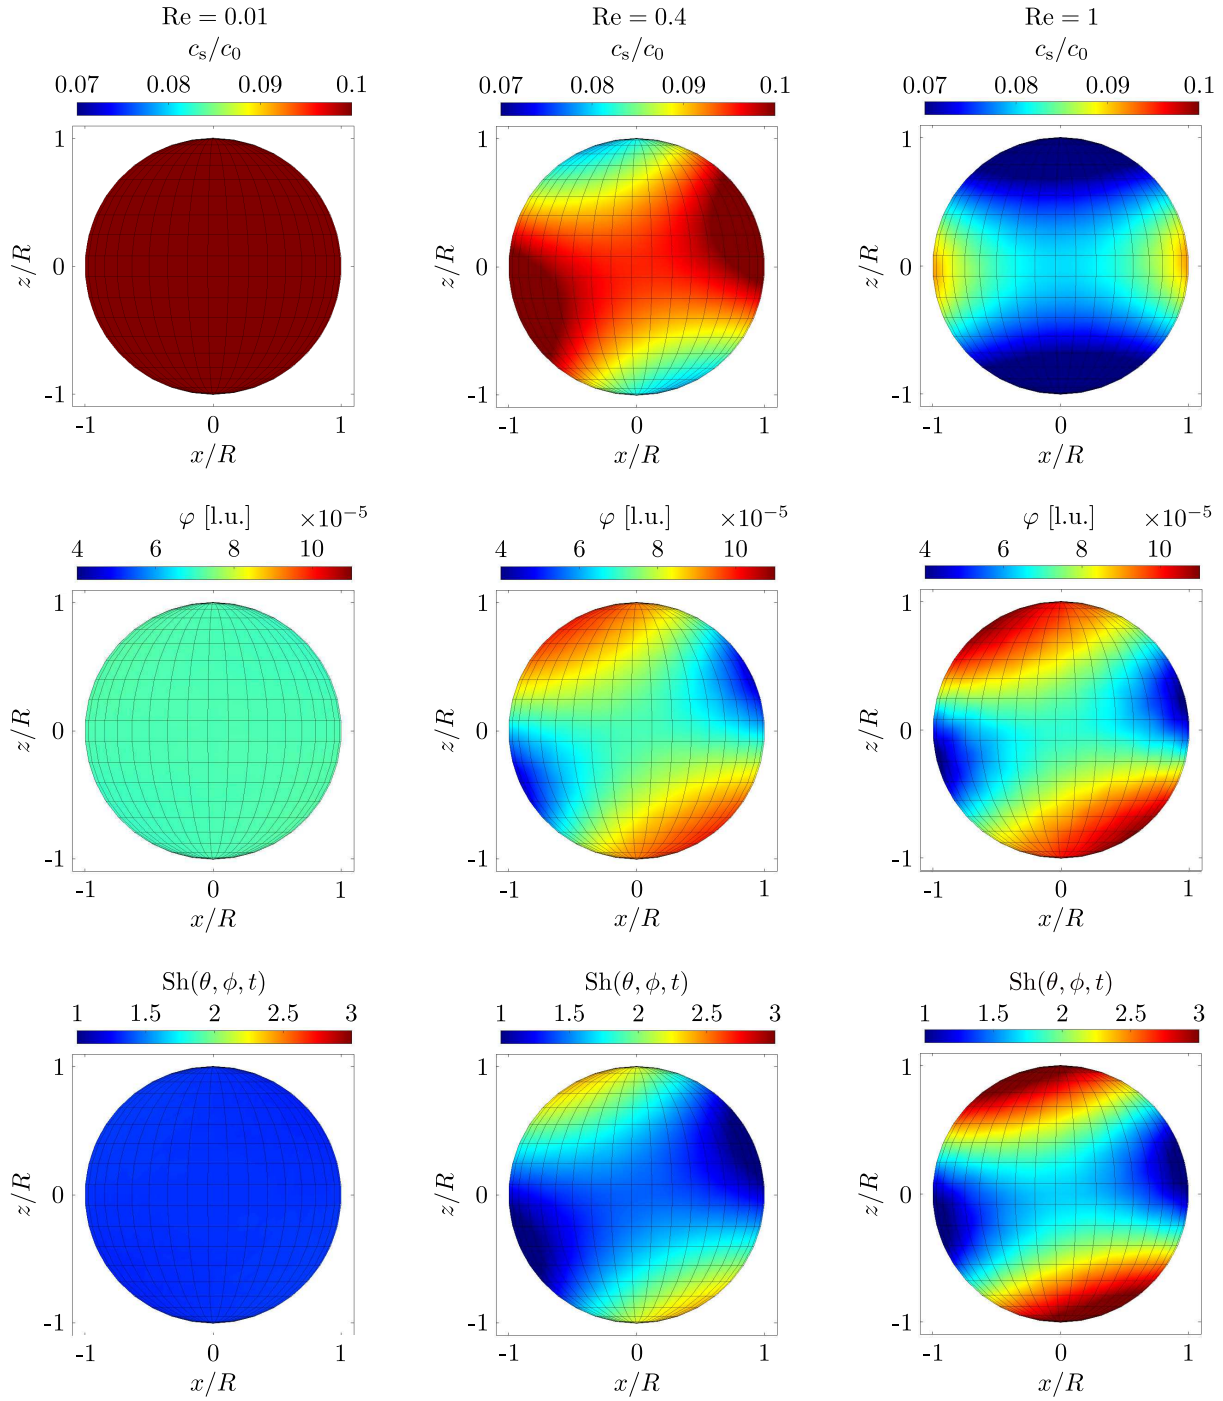 Re = 0.01 Re = 0.4 Re = 1
c_s/c_0 c_s/c_0 c_s/c_0
0.07 0.08 0.09 0.1 0.07 0.08 0.09 0.1 0.07 0.08 0.09 0.1
1 1 1
z/R 0 z/R 0 z/R 0
-1 -1 -1
-1 0 1 -1 0 1 -1 0 1
x/R x/R x/R
φ [l.u.] ×10⁻⁵ φ [l.u.] ×10⁻⁵ φ [l.u.] ×10⁻⁵
4 6 8 10 4 6 8 10 4 6 8 10
1 1 1
z/R 0 z/R 0 z/R 0
-1 -1 -1
-1 0 1 -1 0 1 -1 0 1
x/R x/R x/R
Sh(θ, ϕ, t) Sh(θ, ϕ, t) Sh(θ, ϕ, t)
1 1.5 2 2.5 3 1 1.5 2 2.5 3 1 1.5 2 2.5 3
1 1 1
z/R 0 z/R 0 z/R 0
-1 -1 -1
-1 0 1 -1 0 1 -1 0 1
x/R x/R x/R